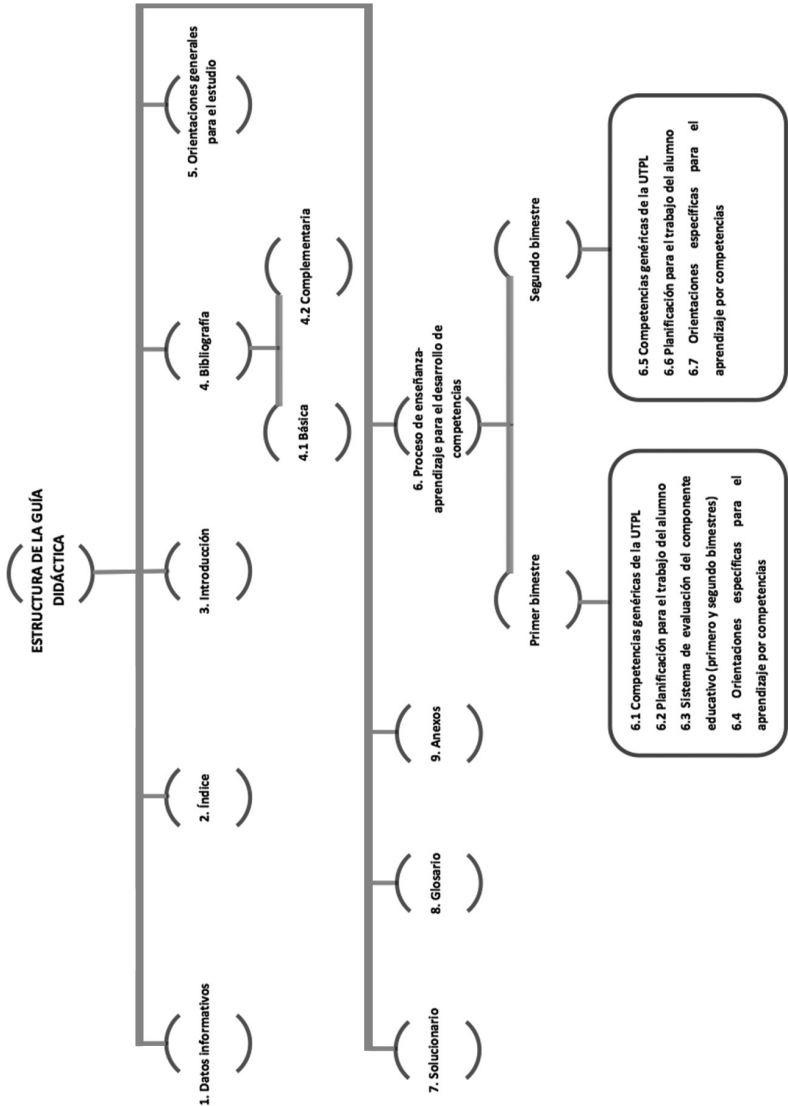 ESTRUCTURA DE LA GUÍA
DIDÁCTICA
1. Datos informativos
2. Índice
3. Introducción
4. Bibliografía
5. Orientaciones generales
para el estudio
4.1 Básica
4.2 Complementaria
7. Solucionario
8. Glosario
9. Anexos
6. Proceso de enseñanza-
aprendizaje para el desarrollo de
competencias
Primer bimestre
Segundo bimestre
6.1 Competencias genéricas de la UTPL
6.2 Planificación para el trabajo del alumno
6.3 Sistema de evaluación del componente
educativo (primero y segundo bimestres)
6.4 Orientaciones específicas para el
aprendizaje por competencias
6.5 Competencias genéricas de la UTPL
6.6 Planificación para el trabajo del alumno
6.7 Orientaciones específicas para el
aprendizaje por competencias